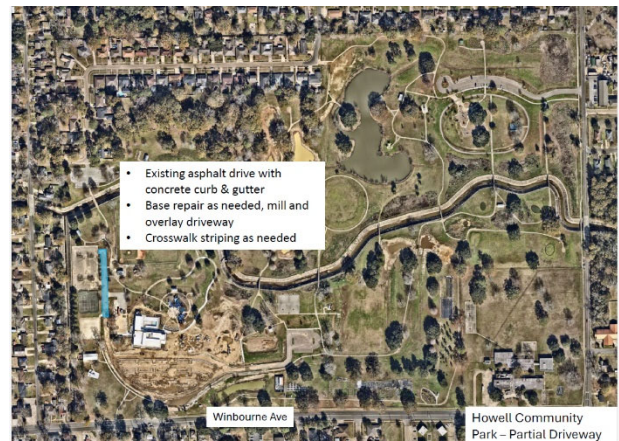 • Existing asphalt drive with
concrete curb & gutter
• Base repair as needed, mill and
overlay driveway
• Crosswalk striping as needed
Winbourne Ave
Howell Community
Park – Partial Driveway